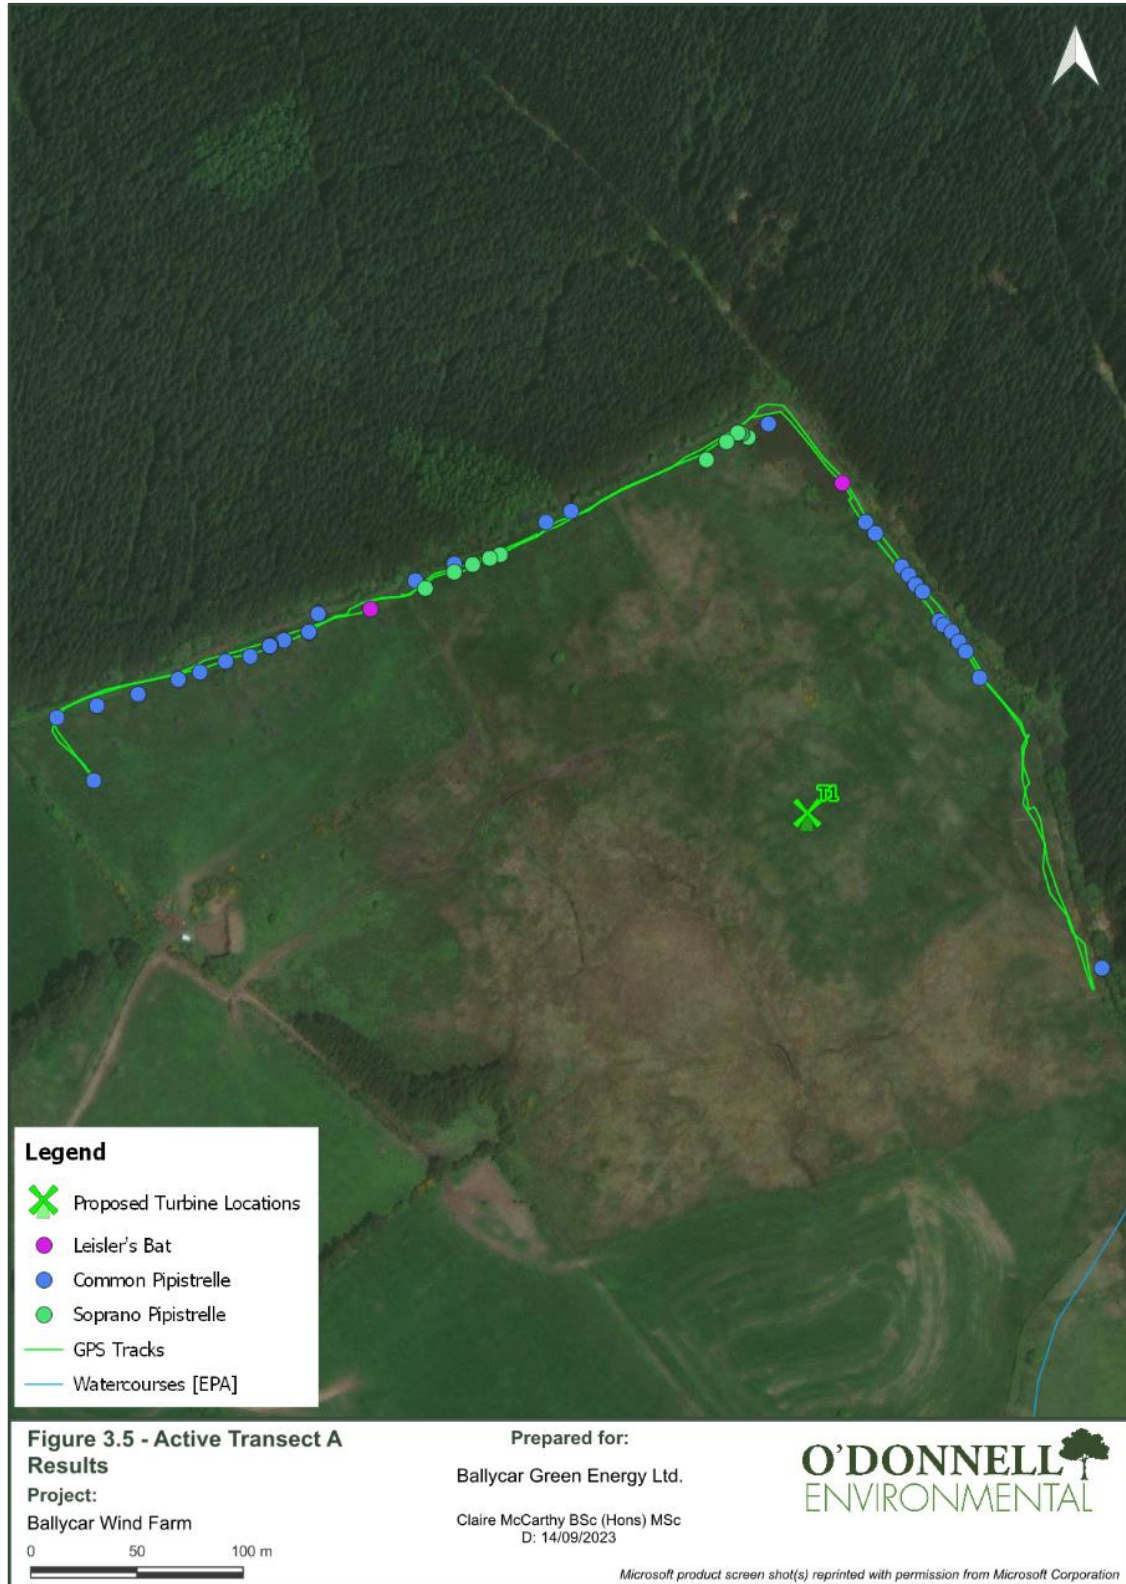 T1
Legend
Proposed Turbine Locations
Leisler's Bat
Common Pipistrelle
Soprano Pipistrelle
GPS Tracks
Watercourses [EPA]
Figure 3.5 - Active Transect A
Results
Project:
Ballycar Wind Farm
0 50 100 m
Prepared for:
Ballycar Green Energy Ltd.
Claire McCarthy BSc (Hons) MSc
D: 14/09/2023
O'DONNELL
ENVIRONMENTAL
Microsoft product screen shot(s) reprinted with permission from Microsoft Corporation